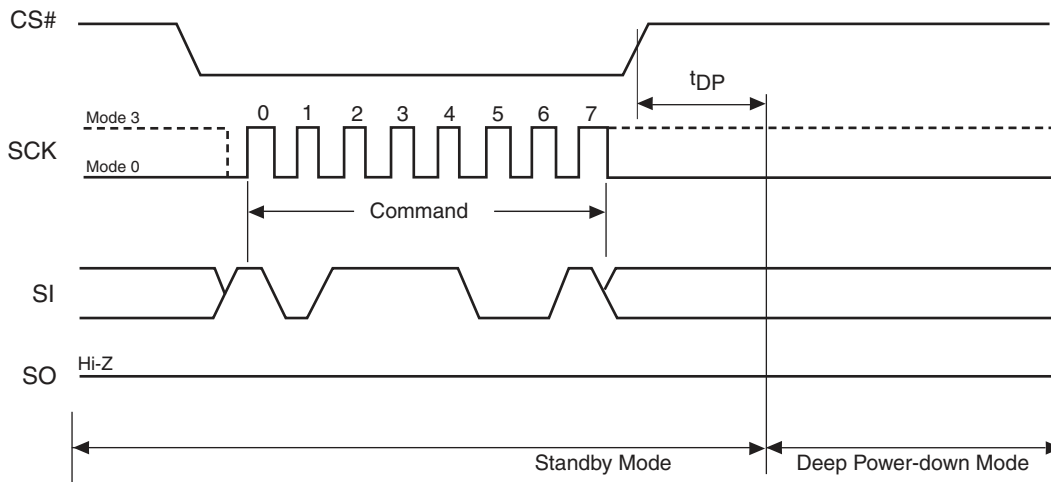 CS#
tDP
Mode 3
0 1 2 3 4 5 6 7
SCK
Mode 0
Command
SI
Hi-Z
SO
Standby Mode
Deep Power-down Mode